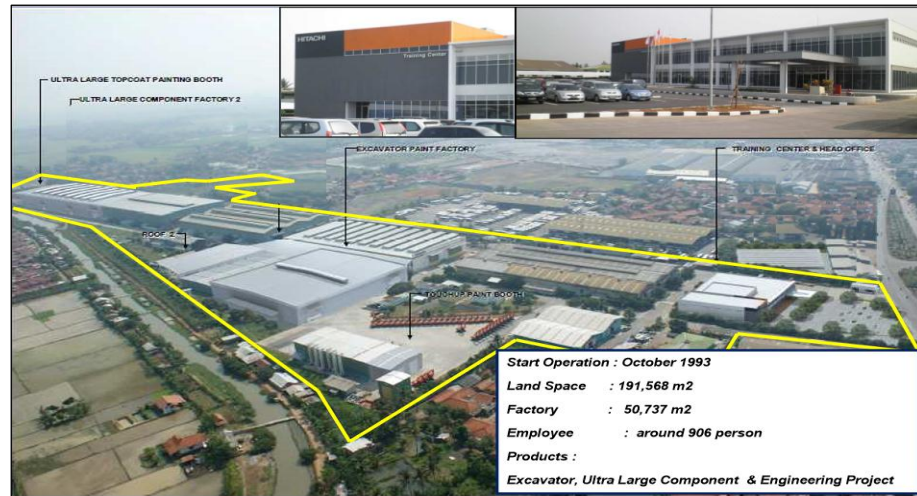 HITACHI
Training Center
ULTRA LARGE TOPCOAT PAINTING BOOTH
ULTRA LARGE COMPONENT FACTORY 2
EXCAVATOR PAINT FACTORY
TRAINING CENTER & HEAD OFFICE
ROOF 2
TOUCHUP PAINT BOOTH
Start Operation : October 1993
Land Space : 191,568 m2
Factory : 50,737 m2
Employee : around 906 person
Products :
Excavator, Ultra Large Component & Engineering Project